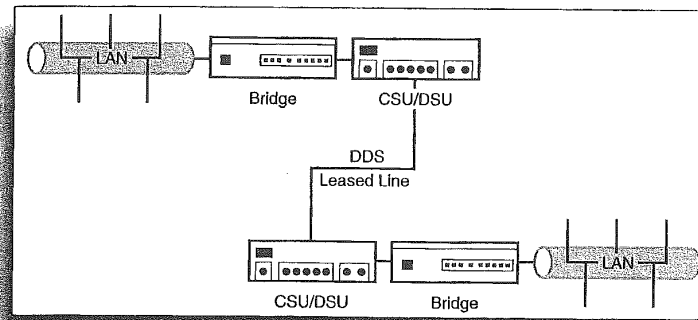 LAN
Bridge
CSU/DSU
DDS
Leased Line
CSU/DSU
Bridge
LAN